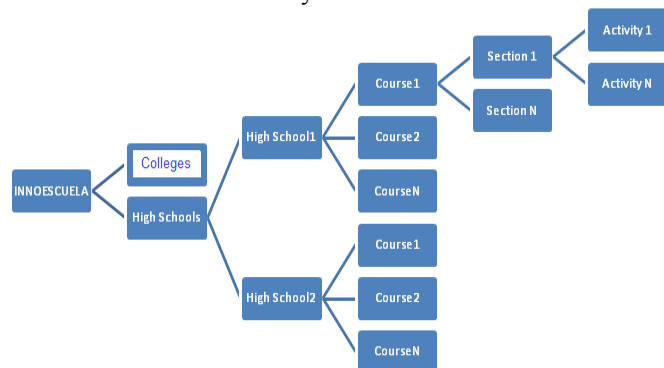 y
INNOESCUELA
Colleges
High Schools
High School1
Course1
Section 1
Activity 1
Activity N
Section N
Course2
CourseN
High School2
Course1
Course2
CourseN